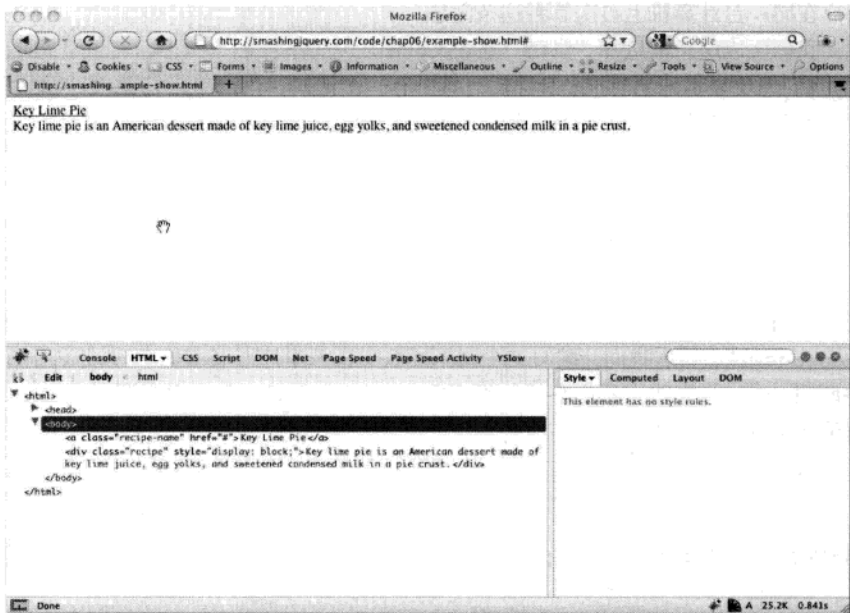 Mozilla Firefox
http://smashingjquery.com/code/chap06/example-show.html#
Google
Disable Cookies CSS Forms Images Information Miscellaneous Outline Resize Tools View Source Options
http://smashing...ample-show.html
Key Lime Pie
Key lime pie is an American dessert made of key lime juice, egg yolks, and sweetened condensed milk in a pie crust.
Console HTML CSS Script DOM Net Page Speed Page Speed Activity YSlow
Edit body < html
Style Computed Layout DOM
This element has no style rules.
<html>
<head>
<body>
<a class="recipe-name" href="#">Key Lime Pie</a>
<div class="recipe" style="display: block;">Key lime pie is an American dessert made of
key lime juice, egg yolks, and sweetened condensed milk in a pie crust.</div>
</body>
</html>
Done
A 25.2K 0.841s